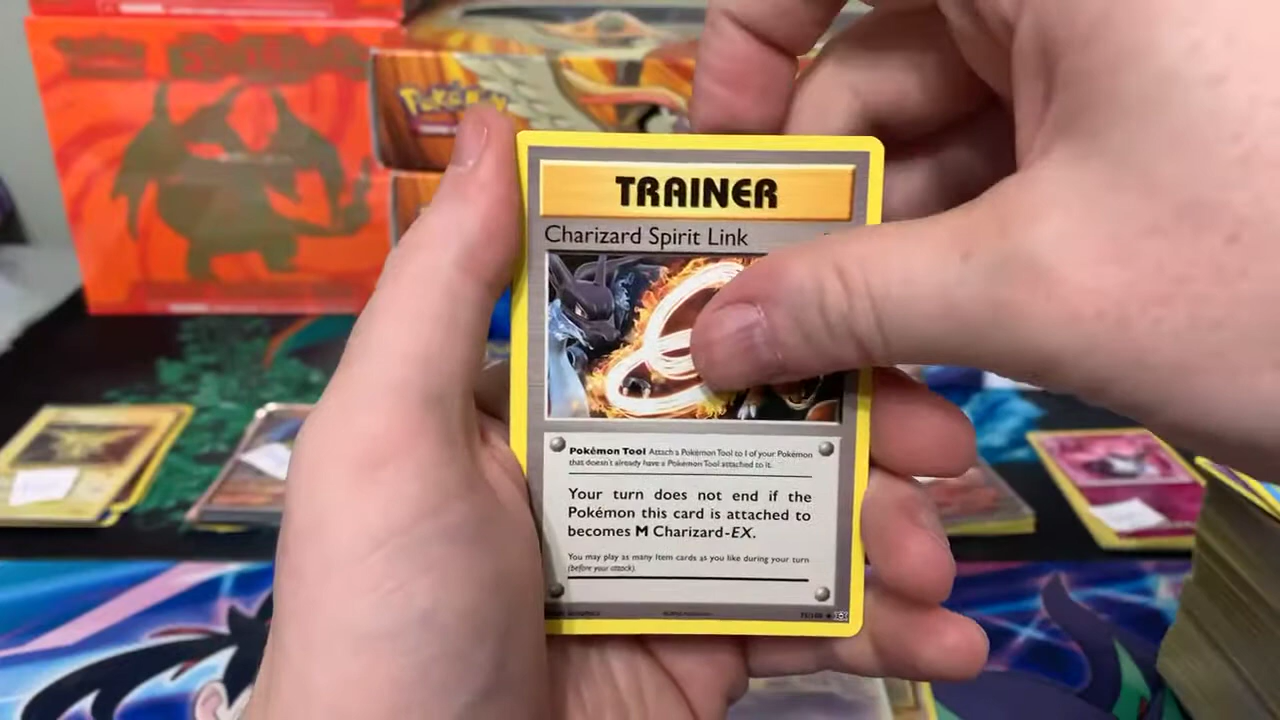 Pokémon
TRAINER
Charizard Spirit Link
Pokémon Tool Attach a Pokémon Tool to 1 of your Pokémon
that doesn't already have a Pokémon Tool attached to it.
Your turn does not end if the
Pokémon this card is attached to
becomes M Charizard-EX.
You may play as many Item cards as you like during your turn
(before your attack).